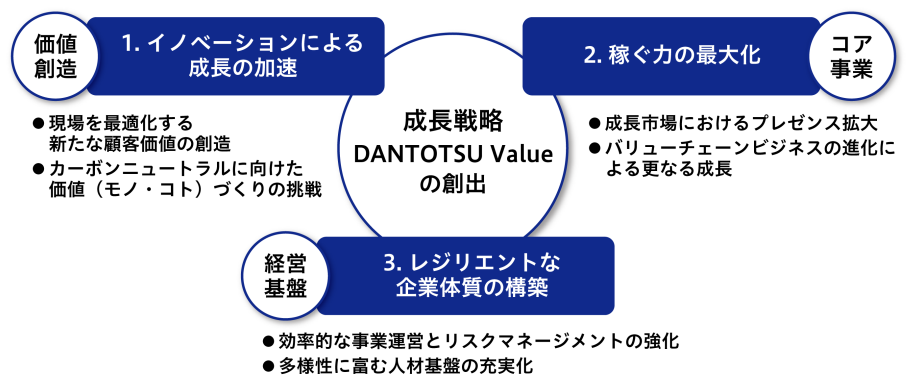 価値
創造
1. イノベーションによる
成長の加速
● 現場を最適化する
新たな顧客価値の創造
● カーボンニュートラルに向けた
価値（モノ・コト）づくりの挑戦
成長戦略
DANTOTSU Value
の創出
2. 稼ぐ力の最大化
コア
事業
● 成長市場におけるプレゼンス拡大
● バリューチェーンビジネスの進化に
よる更なる成長
経営
基盤
3. レジリエントな
企業体質の構築
● 効率的な事業運営とリスクマネージメントの強化
● 多様性に富む人材基盤の充実化